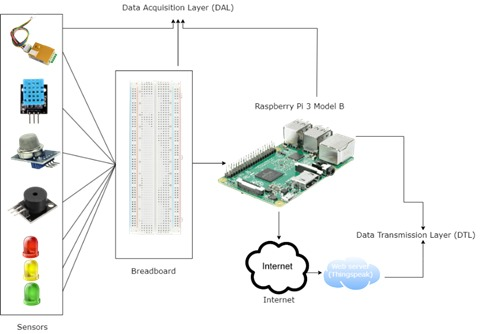 Data Acquisition Layer (DAL)
Raspberry Pi 3 Model B
Data Transmission Layer (DTL)
Breadboard
Internet
Internet
Web server
(Thingspeak)
Sensors